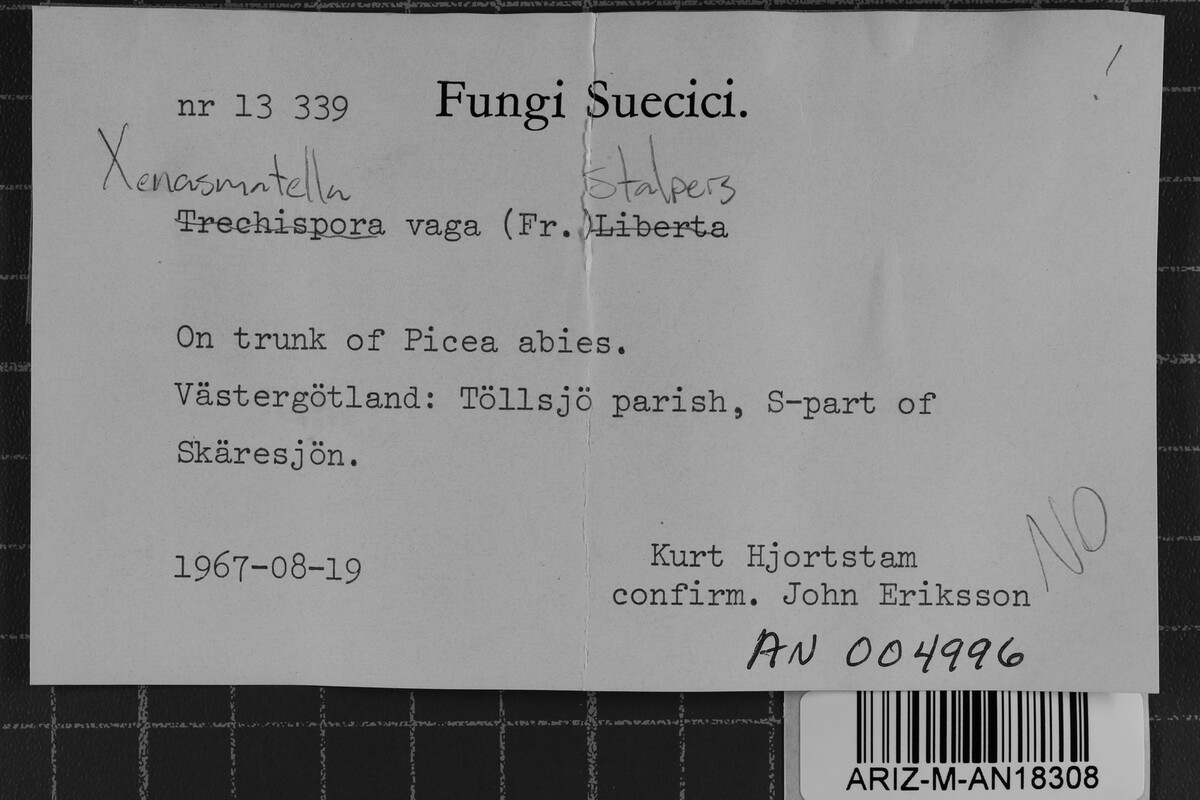 nr 13 339 Fungi Suecici. !
Xenasmatella Stalpers
Trechispora vaga (Fr.) Liberta
On trunk of Picea abies.
Västergötland: Töllsjö parish, S-part of
Skäresjön.
1967-08-19 Kurt Hjortstam
confirm. John Eriksson NO
AN 004996
ARIZ-M-AN18308